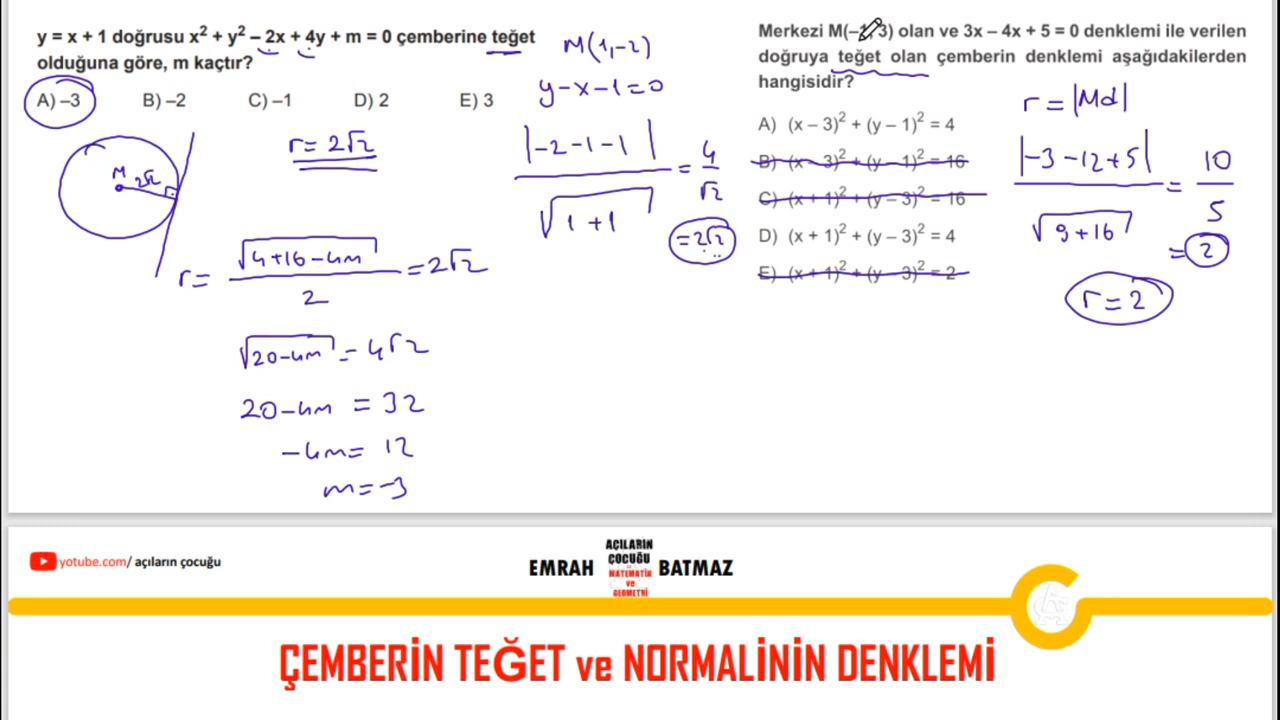 y = x + 1 doğrusu x² + y² – 2x + 4y + m = 0 çemberine teğet
olduğuna göre, m kaçtır?
A) –3 B) –2 C) –1 D) 2 E) 3
M(1,-2)
y-x-1=0
r=2√2
|-2-1-1| / √(1+1) = 4/√2
=2√2
M 2√2
r= √(4+16-4m) / 2 =2√2
√(20-4m) = 4√2
20-4m = 32
-4m= 12
m=-3
Merkezi M(–1, 3) olan ve 3x – 4x + 5 = 0 denklemi ile verilen
doğruya teğet olan çemberin denklemi aşağıdakilerden
hangisidir?
A) (x – 3)² + (y – 1)² = 4
B) (x – 3)² + (y – 1)² = 16
C) (x + 1)² + (y – 3)² = 16
D) (x + 1)² + (y – 3)² = 4
E) (x + 1)² + (y – 3)² = 2
r = |Md|
|-3-12+5| / √(9+16) = 10/5
= 2
r=2
yotube.com/ açıların çocuğu
EMRAH
AÇILARIN
ÇOCUĞU
MATEMATİK
ve
GEOMETRİ
BATMAZ
ÇEMBERİN TEĞET ve NORMALİNİN DENKLEMİ